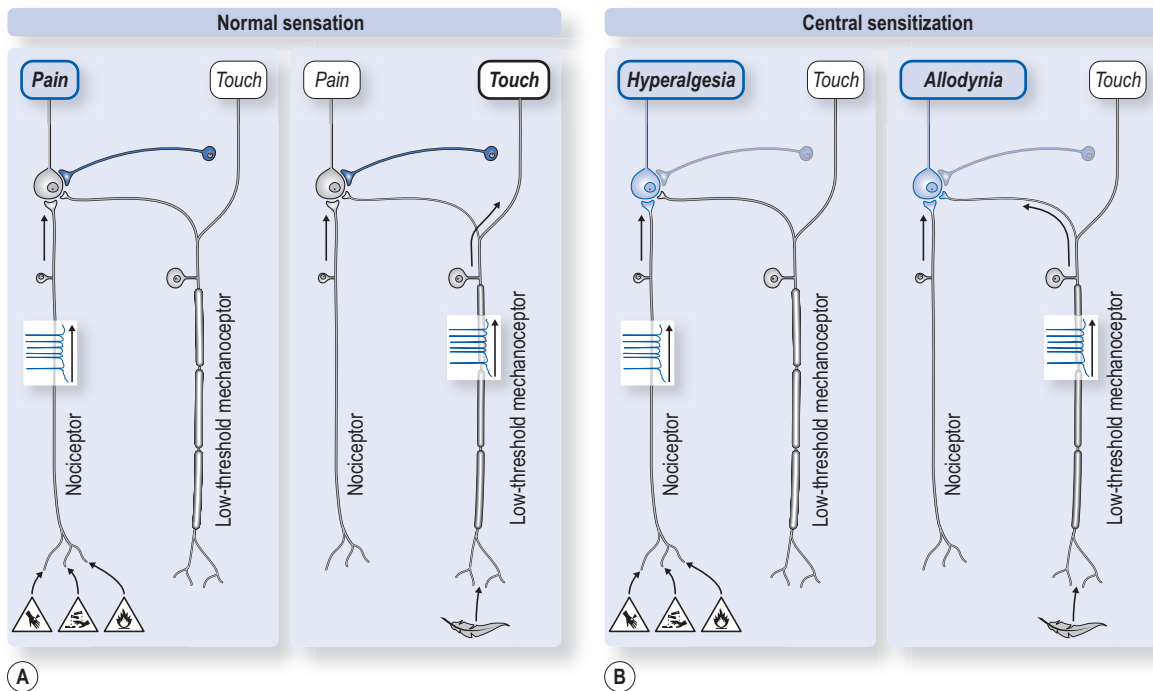 Normal sensation
Central sensitization
Pain
Touch
Pain
Touch
Hyperalgesia
Touch
Allodynia
Touch
Nociceptor
Low-threshold mechanoceptor
Nociceptor
Low-threshold mechanoceptor
Nociceptor
Low-threshold mechanoceptor
Nociceptor
Low-threshold mechanoceptor
A
B